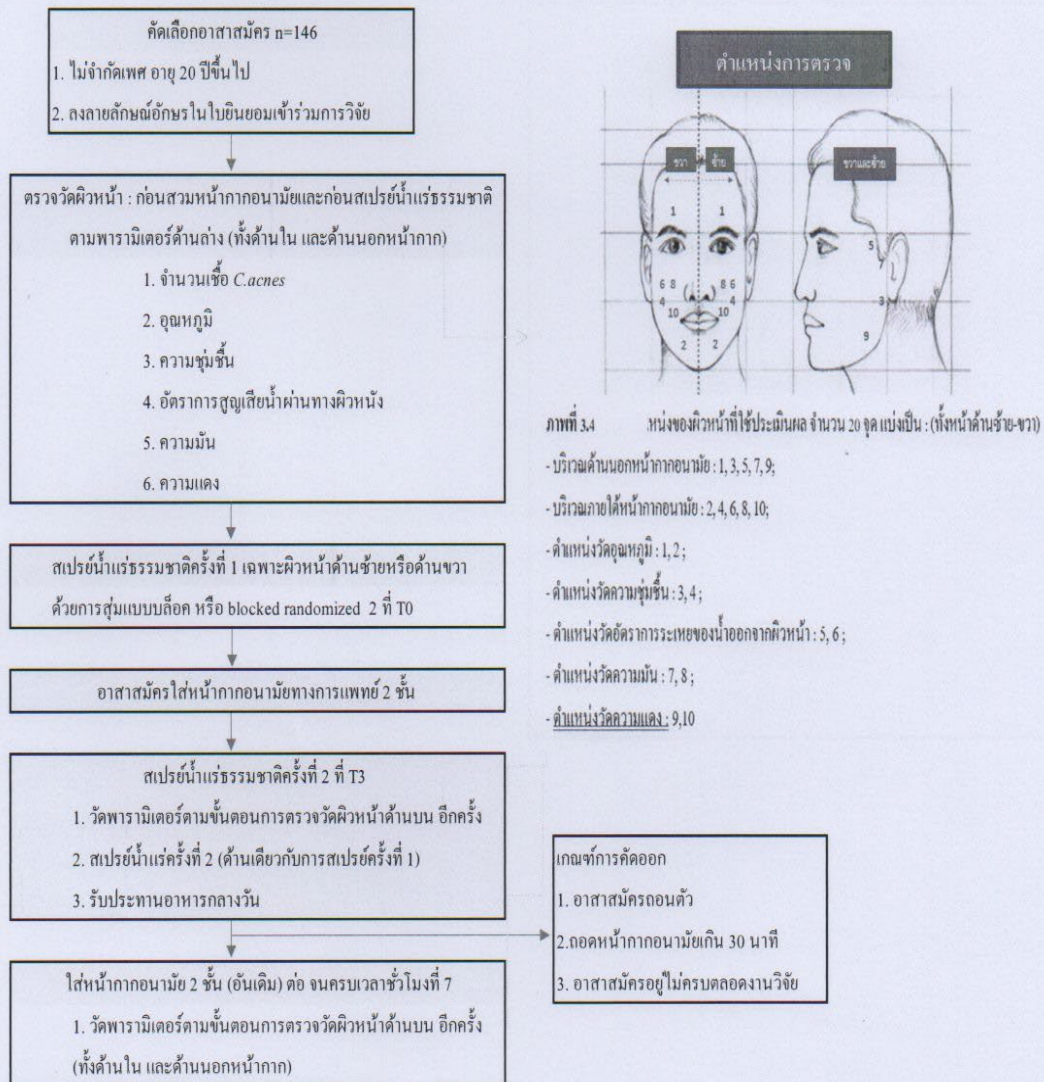 คัดเลือกอาสาสมัคร n=146
1. ไม่จำกัดเพศ อายุ 20 ปีขึ้นไป
2. ลงลายลักษณ์อักษรในใบยินยอมเข้าร่วมการวิจัย
ตรวจวัดผิวหน้า : ก่อนสวมหน้ากากอนามัยและก่อนสเปรย์น้ำแร่ธรรมชาติ
ตามพารามิเตอร์ด้านล่าง (ทั้งด้านใน และด้านนอกหน้ากาก)
1. จำนวนเชื้อ C.acnes
2. อุณหภูมิ
3. ความชุ่มชื้น
4. อัตราการสูญเสียน้ำผ่านทางผิวหนัง
5. ความมัน
6. ความแดง
สเปรย์น้ำแร่ธรรมชาติครั้งที่ 1 เฉพาะผิวหน้าด้านซ้ายหรือด้านขวา
ด้วยการสุ่มแบบบล็อค หรือ blocked randomized 2 ที่ T0
อาสาสมัครใส่หน้ากากอนามัยทางการแพทย์ 2 ชั้น
สเปรย์น้ำแร่ธรรมชาติครั้งที่ 2 ที่ T3
1. วัดพารามิเตอร์ตามขั้นตอนการตรวจวัดผิวหน้าด้านบน อีกครั้ง
2. สเปรย์น้ำแร่ครั้งที่ 2 (ด้านเดียวกับการสเปรย์ครั้งที่ 1)
3. รับประทานอาหารกลางวัน
ใส่หน้ากากอนามัย 2 ชั้น (อันเดิม) ต่อ จนครบเวลาชั่วโมงที่ 7
1. วัดพารามิเตอร์ตามขั้นตอนการตรวจวัดผิวหน้าด้านบน อีกครั้ง
(ทั้งด้านใน และด้านนอกหน้ากาก)
เกณฑ์การคัดออก
1. อาสาสมัครถอนตัว
2.ถอดหน้ากากอนามัยเกิน 30 นาที
3. อาสาสมัครอยู่ไม่ครบตลอดงานวิจัย
ตำแหน่งการตรวจ
ขวา ซ้าย
ขวาและซ้าย
1 1
5
6 8 8 6
4 4
3
10 10
2 2
9
ภาพที่ 3.4 หน่งของผิวหน้าที่ใช้ประเมินผล จำนวน 20 จุด แบ่งเป็น : (ทั้งหน้าด้านซ้าย-ขวา)
- บริเวณด้านนอกหน้ากากอนามัย : 1, 3, 5, 7, 9;
- บริเวณภายใต้หน้ากากอนามัย : 2, 4, 6, 8, 10;
- ตำแหน่งวัดอุณหภูมิ : 1, 2 ;
- ตำแหน่งวัดความชุ่มชื้น : 3, 4 ;
- ตำแหน่งวัดอัตราการระเหยของน้ำออกจากผิวหน้า : 5, 6 ;
- ตำแหน่งวัดความมัน : 7, 8 ;
- ตำแหน่งวัดความแดง : 9,10